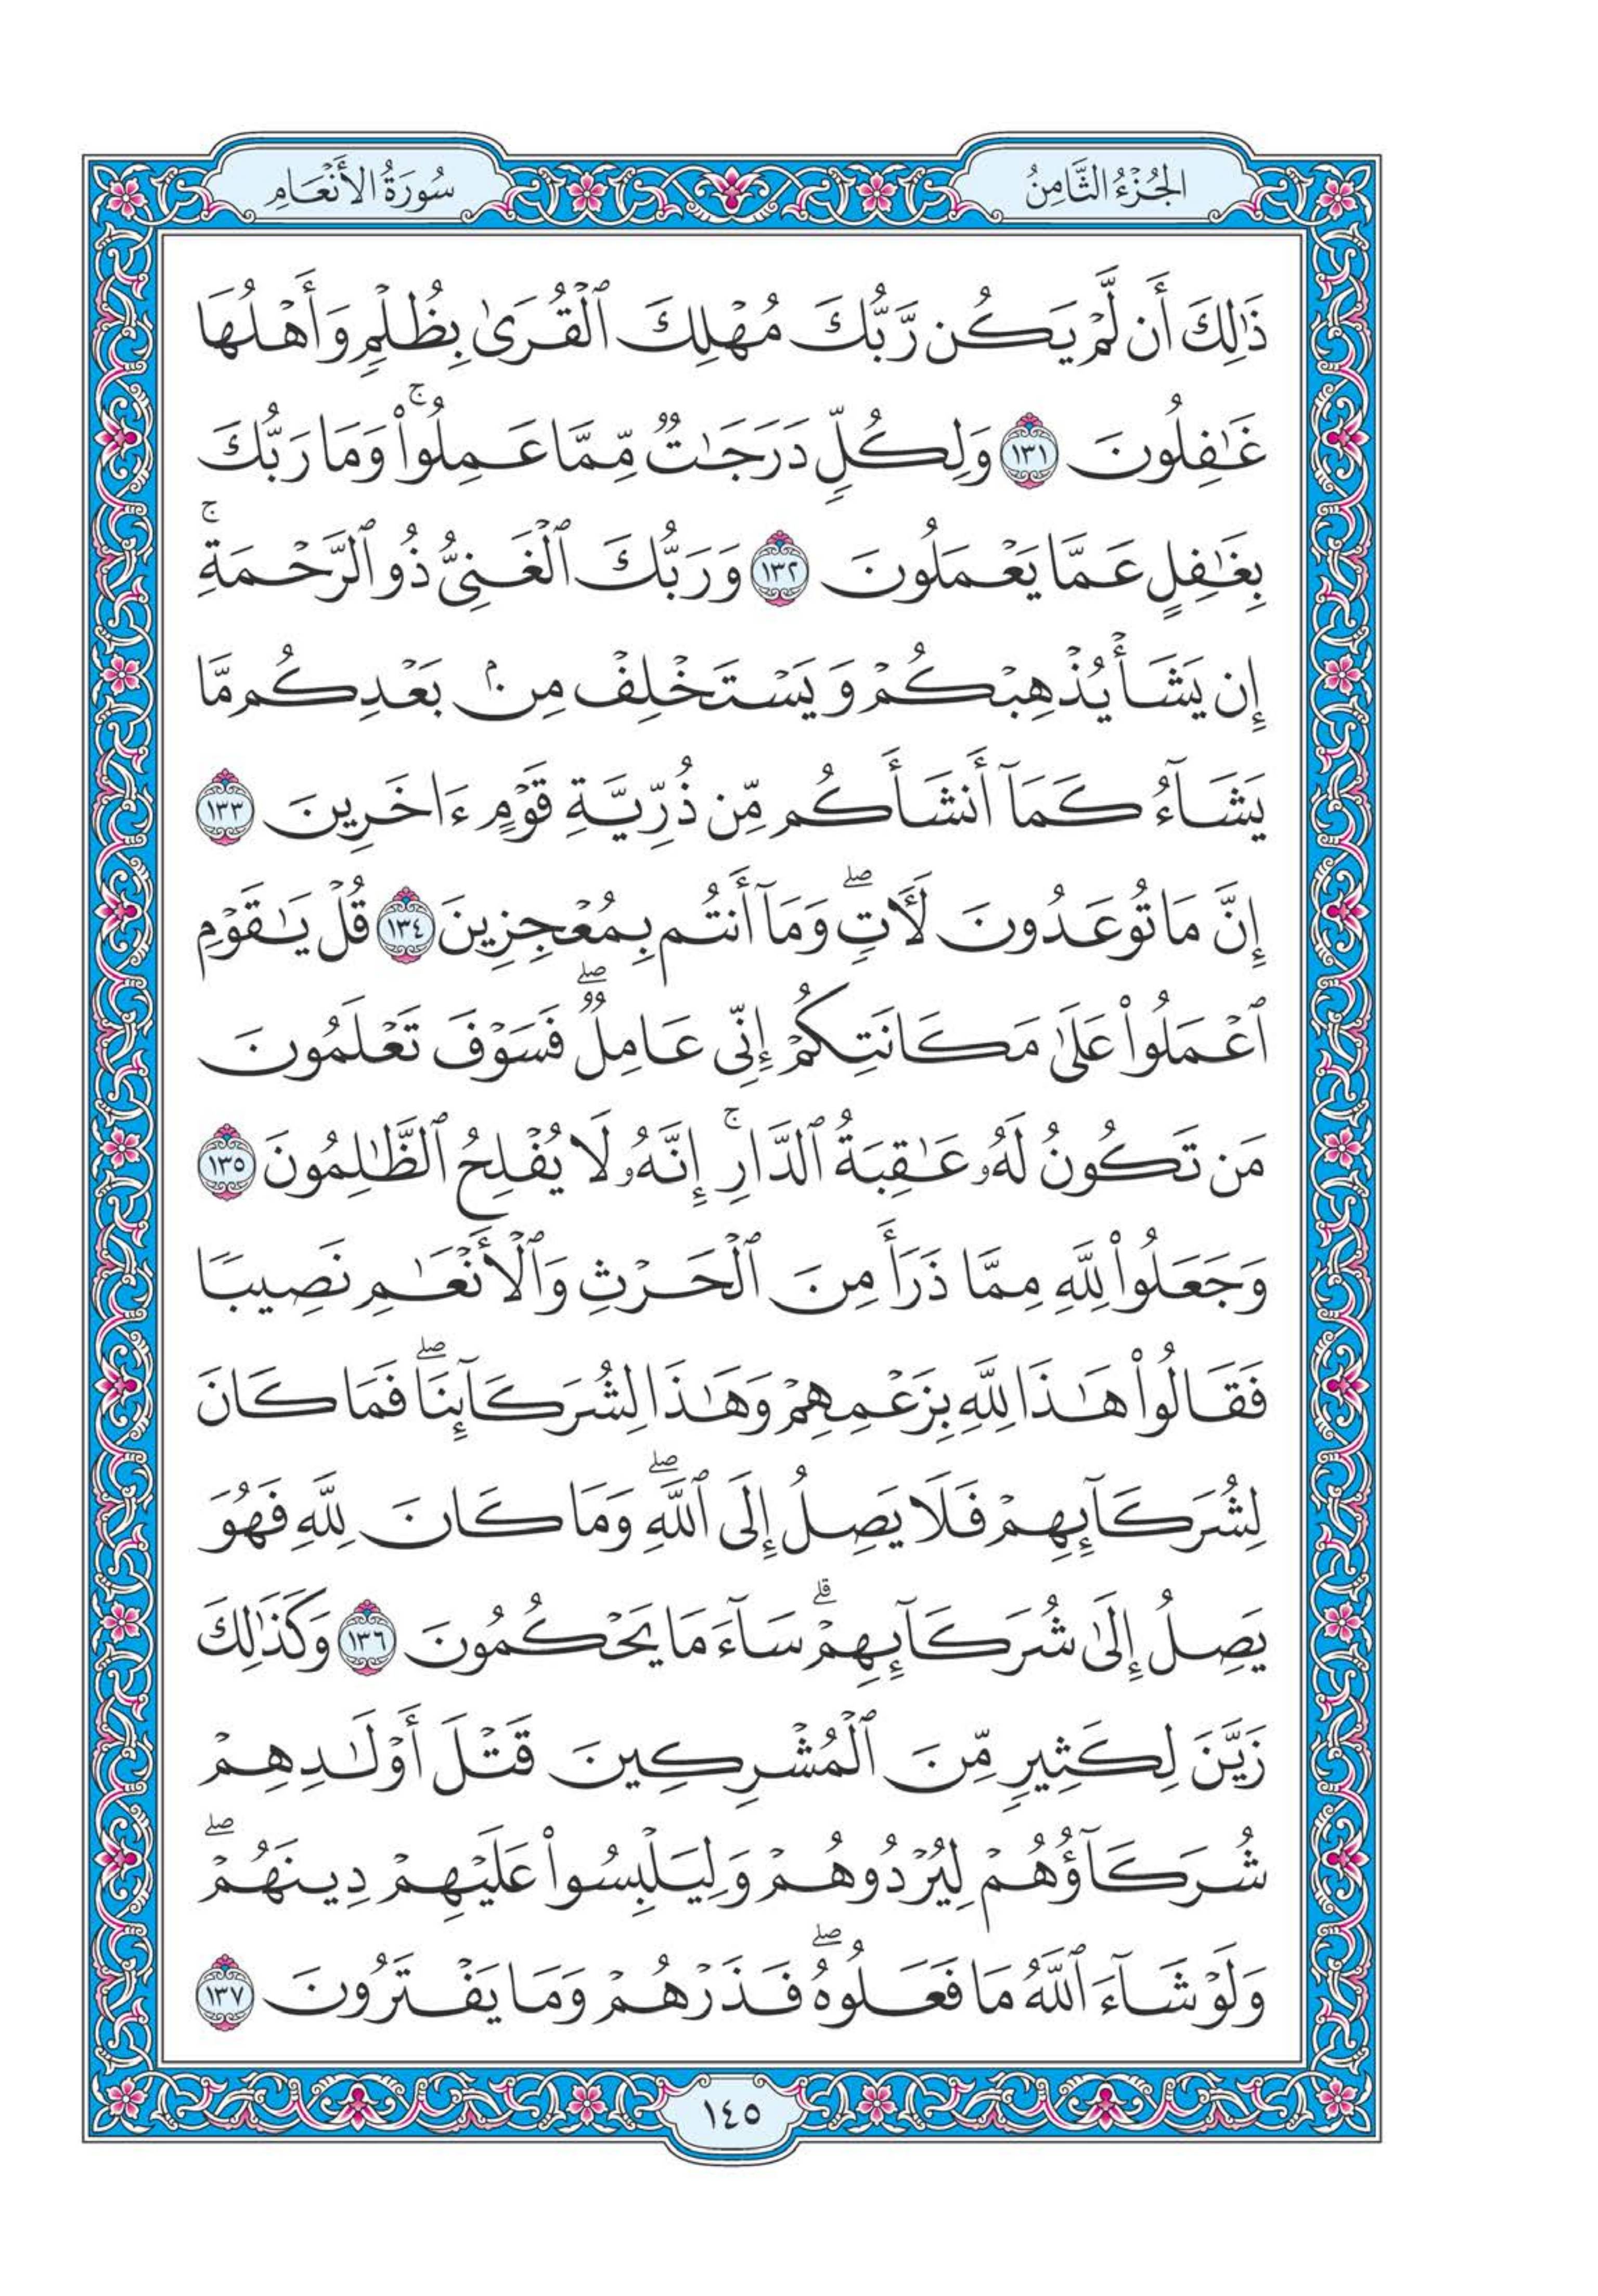 الجُزْءُ الثَّامِنُ
سُورَةُ الأَنْعَامِ
ذَٰلِكَ أَن لَّمْ يَكُن رَّبُّكَ مُهْلِكَ ٱلْقُرَىٰ بِظُلْمٍ وَأَهْلُهَا
غَٰفِلُونَ ١٣١ وَلِكُلٍّ دَرَجَٰتٌ مِّمَّا عَمِلُوا۟ ۚ وَمَا رَبُّكَ
بِغَٰفِلٍ عَمَّا يَعْمَلُونَ ١٣٢ وَرَبُّكَ ٱلْغَنِىُّ ذُو ٱلرَّحْمَةِ ۚ
إِن يَشَأْ يُذْهِبْكُمْ وَيَسْتَخْلِفْ مِنۢ بَعْدِكُم مَّا
يَشَآءُ كَمَآ أَنشَأَكُم مِّن ذُرِّيَّةِ قَوْمٍ ءَاخَرِينَ ١٣٣
إِنَّ مَا تُوعَدُونَ لَءَاتٍ ۖ وَمَآ أَنتُم بِمُعْجِزِينَ ١٣٤ قُلْ يَٰقَوْمِ
ٱعْمَلُوا۟ عَلَىٰ مَكَانَتِكُمْ إِنِّى عَامِلٌ ۖ فَسَوْفَ تَعْلَمُونَ
مَن تَكُونُ لَهُۥ عَٰقِبَةُ ٱلدَّارِ ۚ إِنَّهُۥ لَا يُفْلِحُ ٱلظَّٰلِمُونَ ١٣٥
وَجَعَلُوا۟ لِلَّهِ مِمَّا ذَرَأَ مِنَ ٱلْحَرْثِ وَٱلْأَنْعَٰمِ نَصِيبًا
فَقَالُوا۟ هَٰذَا لِلَّهِ بِزَعْمِهِمْ وَهَٰذَا لِشُرَكَآئِنَا ۖ فَمَا كَانَ
لِشُرَكَآئِهِمْ فَلَا يَصِلُ إِلَى ٱللَّهِ ۖ وَمَا كَانَ لِلَّهِ فَهُوَ
يَصِلُ إِلَىٰ شُرَكَآئِهِمْ ۗ سَآءَ مَا يَحْكُمُونَ ١٣٦ وَكَذَٰلِكَ
زَيَّنَ لِكَثِيرٍ مِّنَ ٱلْمُشْرِكِينَ قَتْلَ أَوْلَٰدِهِمْ
شُرَكَآؤُهُمْ لِيُرْدُوهُمْ وَلِيَلْبِسُوا۟ عَلَيْهِمْ دِينَهُمْ ۖ
وَلَوْ شَآءَ ٱللَّهُ مَا فَعَلُوهُ ۖ فَذَرْهُمْ وَمَا يَفْتَرُونَ ١٣٧
١٤٥